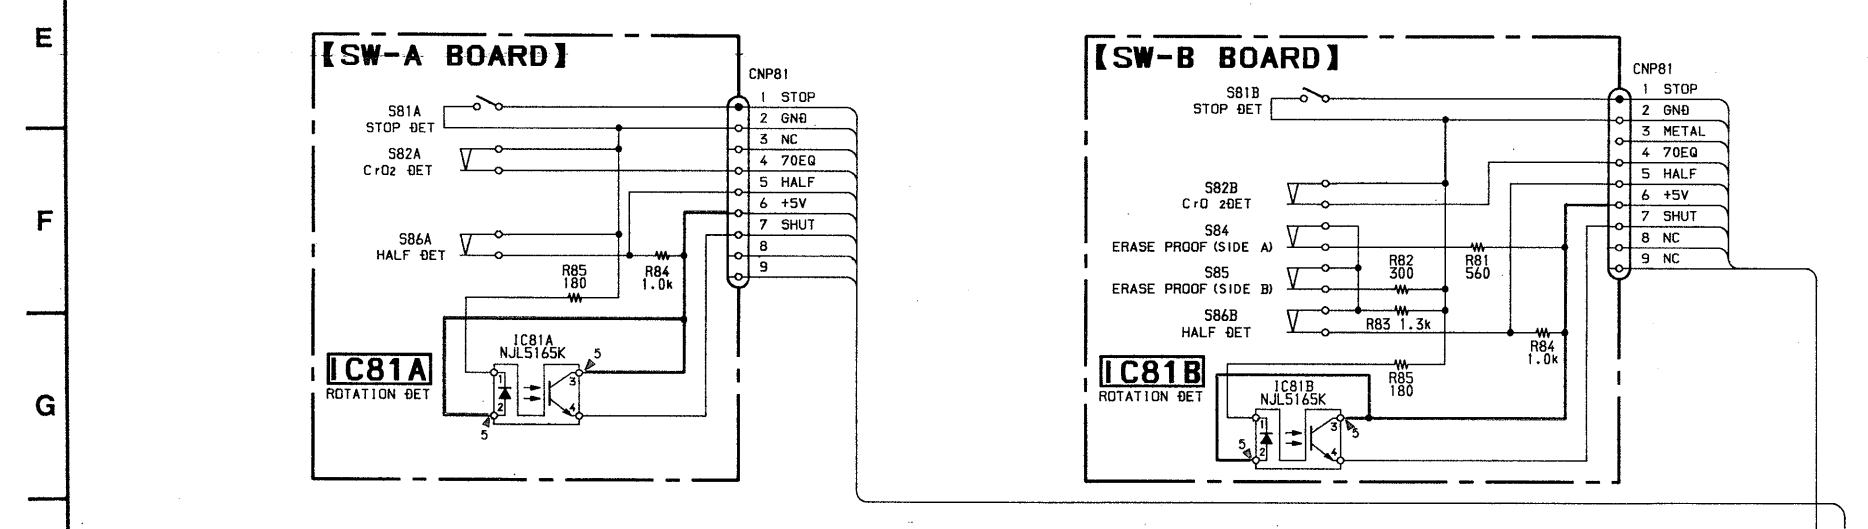 E
F
G
【SW-A BOARD】
CNP81
1 STOP
2 GND
3 NC
4 70EQ
5 HALF
6 +5V
7 SHUT
8
9
S81A
STOP DET
S82A
CrO2 DET
S86A
HALF DET
R85
180
R84
1.0k
IC81A
NJL5165K
5
1
2
3
4
5
IC81A
ROTATION DET
【SW-B BOARD】
CNP81
1 STOP
2 GND
3 METAL
4 70EQ
5 HALF
6 +5V
7 SHUT
8 NC
9 NC
S81B
STOP DET
S82B
CrO 2DET
S84
ERASE PROOF (SIDE A)
R81
560
S85
ERASE PROOF (SIDE B)
R82
300
S86B
HALF DET
R83 1.3k
R84
1.0k
R85
180
IC81B
NJL5165K
1
2
3
4
5
5
IC81B
ROTATION DET